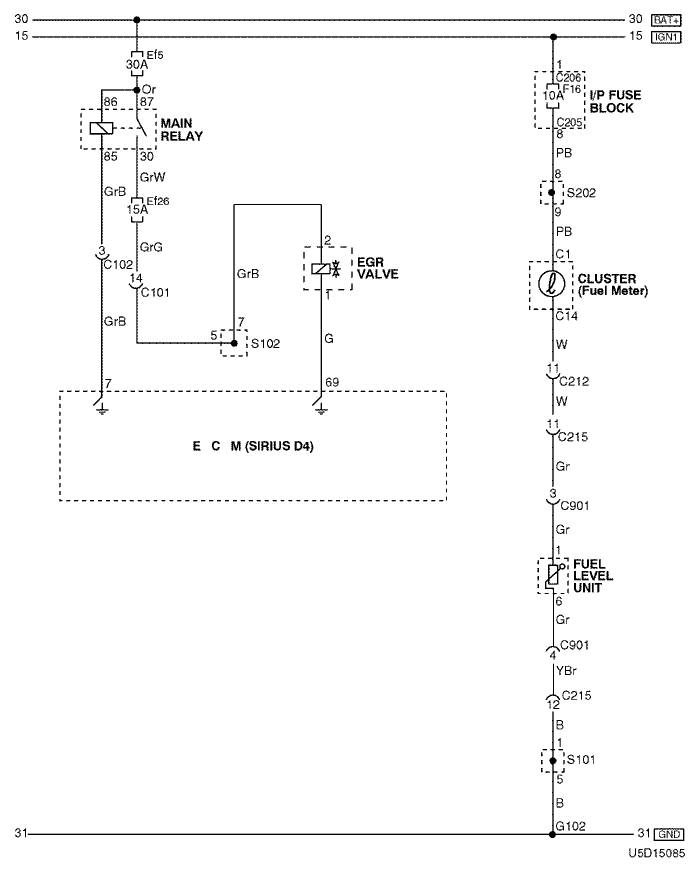 30 30 BAT+
15 15 IGN1
Ef5
30A
Or
86 87
MAIN
RELAY
85 30
GrW
GrB
Ef26
15A
GrG
3
C102
14
C101
GrB
5 7
S102
GrB
2
EGR
VALVE
1
G
7 69
E C M (SIRIUS D4)
1
C206
F16
10A
I/P FUSE
BLOCK
C205
8
PB
8
S202
9
PB
C1
CLUSTER
(Fuel Meter)
C14
W
11
C212
W
11
C215
Gr
3
C901
Gr
1
FUEL
LEVEL
UNIT
6
Gr
C901
4
YBr
C215
12
B
1
S101
5
B
G102
31 31 GND
U5D15085